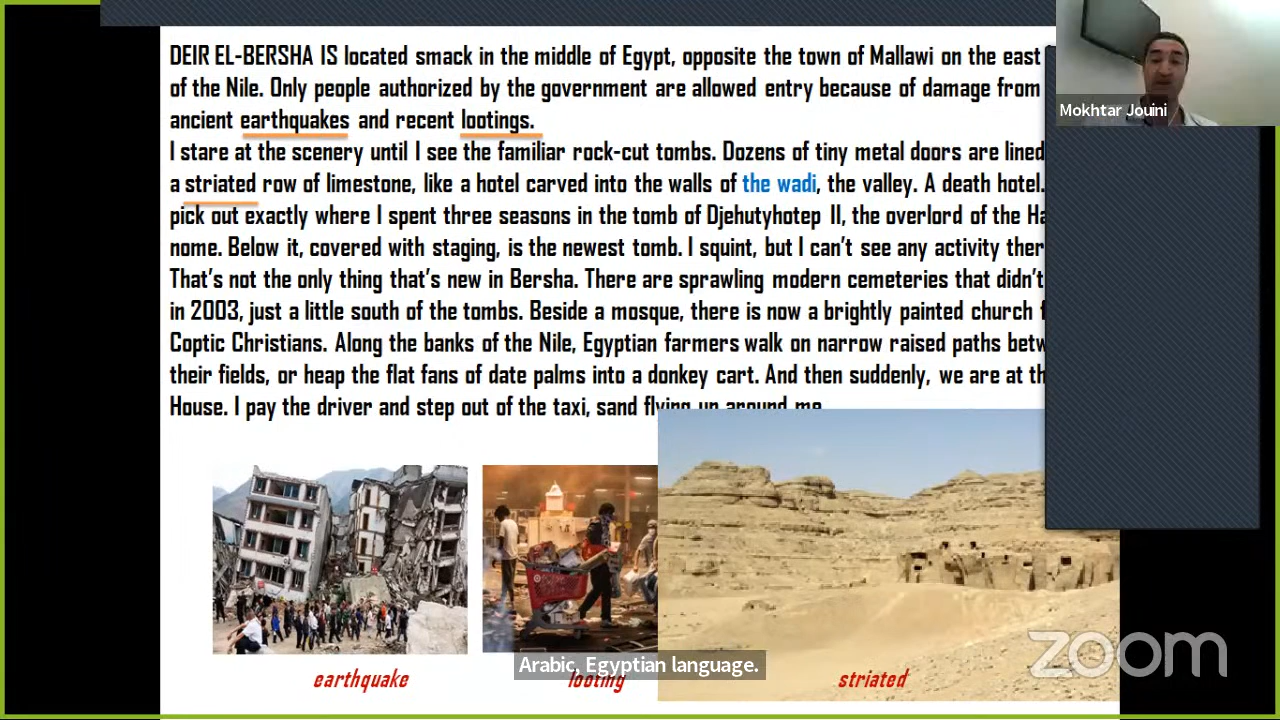 DEIR EL-BERSHA IS located smack in the middle of Egypt, opposite the town of Mallawi on the east
of the Nile. Only people authorized by the government are allowed entry because of damage from
Mokhtar Jouini
ancient earthquakes and recent lootings.
I stare at the scenery until I see the familiar rock-cut tombs. Dozens of tiny metal doors are lined
a striated row of limestone, like a hotel carved into the walls of the wadi, the valley. A death hotel.
pick out exactly where I spent three seasons in the tomb of Djehutyhotep II, the overlord of the
nome. Below it, covered with staging, is the newest tomb. I squint, but I can't see any activity
That's not the only thing that's new in Bersha. There are sprawling modern cemeteries that didn't
in 2003, just a little south of the tombs. Beside a mosque, there is now a brightly painted church
Coptic Christians. Along the banks of the Nile, Egyptian farmers walk on narrow raised paths
their fields, or heap the flat fans of date palms into a donkey cart. And then suddenly, we are at
House. I pay the driver and step out of the taxi, sand flying up around me
zoom
Arabic, Egyptian language.
earthquake looting striated